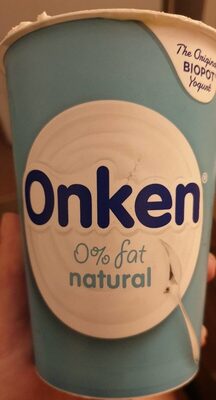 The Original
BIOPOT
Yogurt
Onken®
0% fat
natural